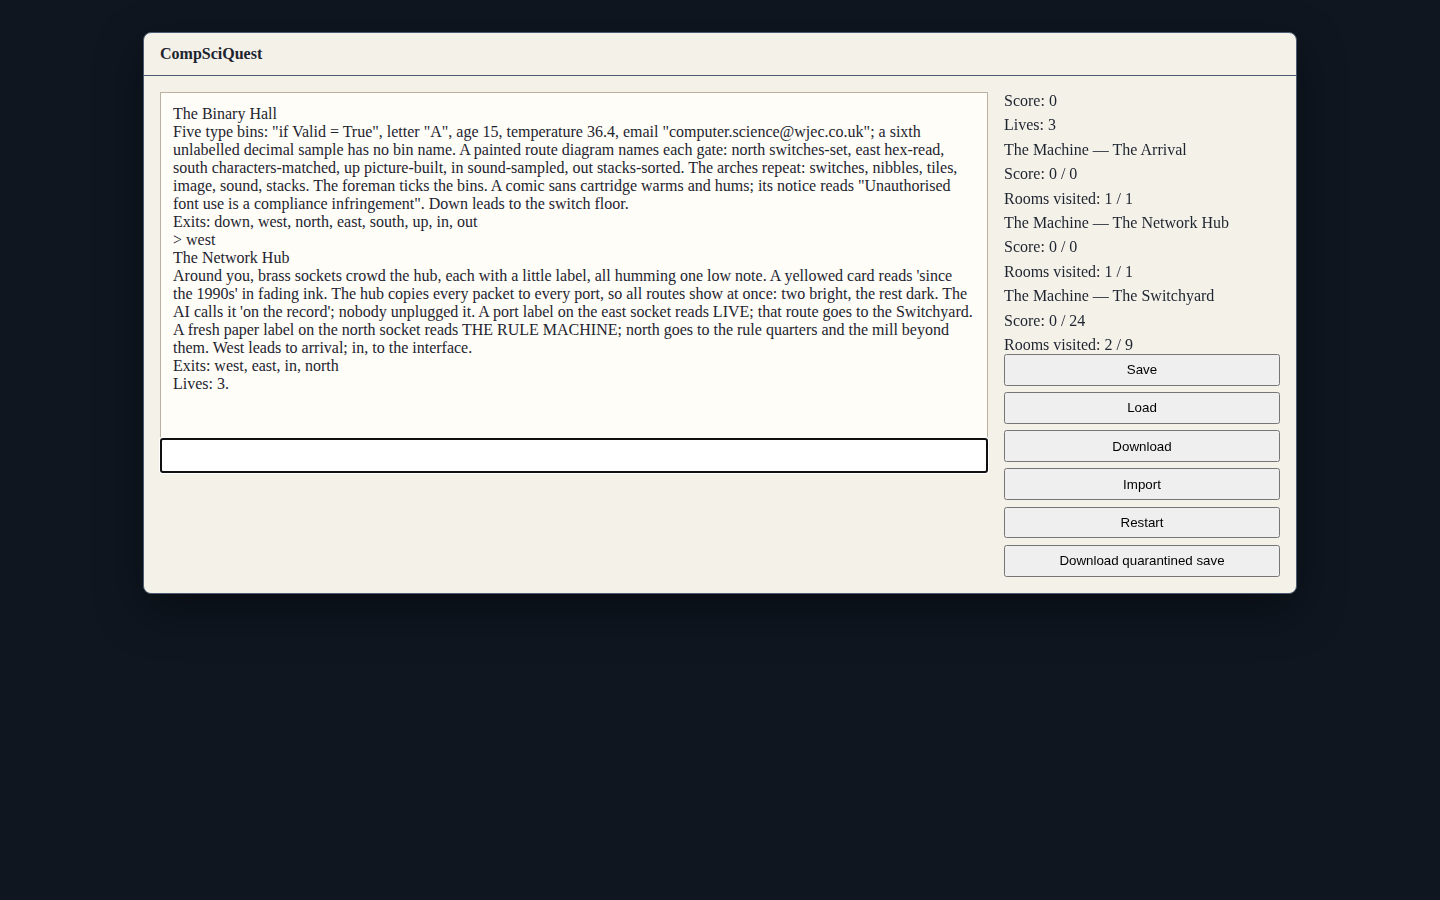 CompSciQuest
The Binary Hall
Five type bins: "if Valid = True", letter "A", age 15, temperature 36.4, email "computer.science@wjec.co.uk"; a sixth
unlabelled decimal sample has no bin name. A painted route diagram names each gate: north switches-set, east hex-read,
south characters-matched, up picture-built, in sound-sampled, out stacks-sorted. The arches repeat: switches, nibbles, tiles,
image, sound, stacks. The foreman ticks the bins. A comic sans cartridge warms and hums; its notice reads "Unauthorised
font use is a compliance infringement". Down leads to the switch floor.
Exits: down, west, north, east, south, up, in, out
> west
The Network Hub
Around you, brass sockets crowd the hub, each with a little label, all humming one low note. A yellowed card reads 'since
the 1990s' in fading ink. The hub copies every packet to every port, so all routes show at once: two bright, the rest dark. The
AI calls it 'on the record'; nobody unplugged it. A port label on the east socket reads LIVE; that route goes to the Switchyard.
A fresh paper label on the north socket reads THE RULE MACHINE; north goes to the rule quarters and the mill beyond
them. West leads to arrival; in, to the interface.
Exits: west, east, in, north
Lives: 3.
Score: 0
Lives: 3
The Machine — The Arrival
Score: 0 / 0
Rooms visited: 1 / 1
The Machine — The Network Hub
Score: 0 / 0
Rooms visited: 1 / 1
The Machine — The Switchyard
Score: 0 / 24
Rooms visited: 2 / 9
Save
Load
Download
Import
Restart
Download quarantined save